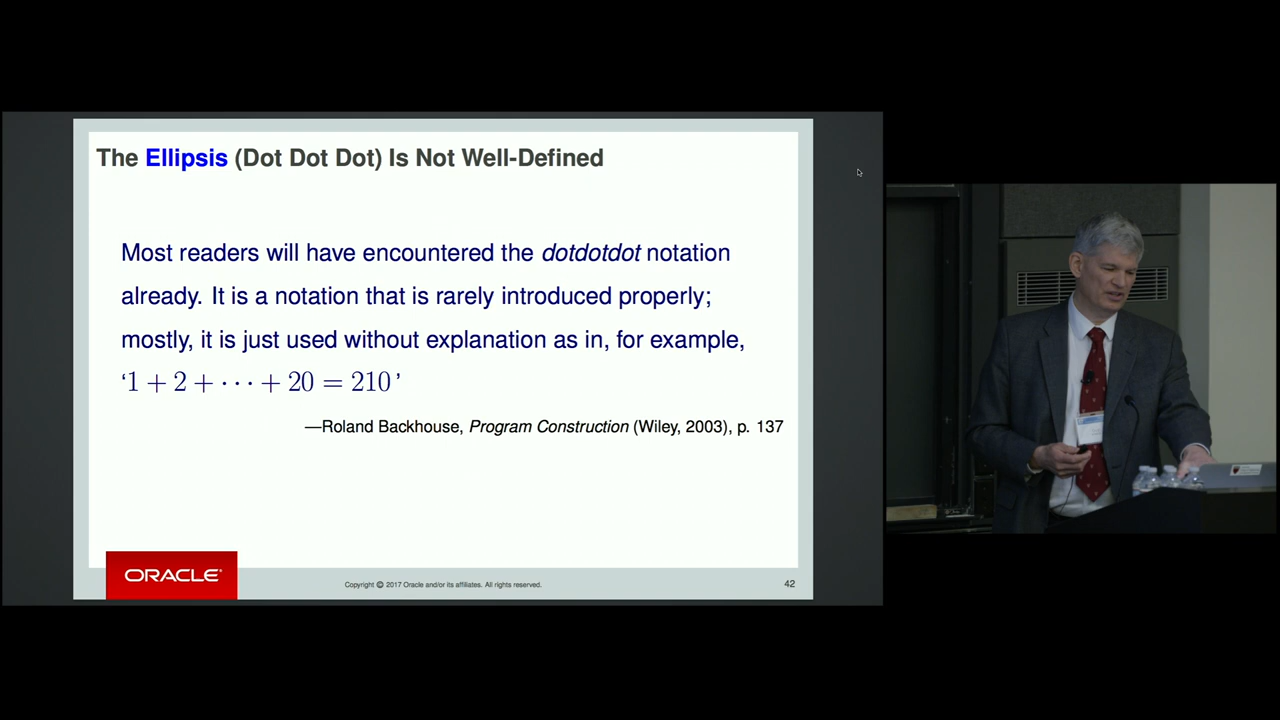 The Ellipsis (Dot Dot Dot) Is Not Well-Defined
Most readers will have encountered the dotdotdot notation
already. It is a notation that is rarely introduced properly;
mostly, it is just used without explanation as in, for example,
‘1 + 2 + · · · + 20 = 210’
—Roland Backhouse, Program Construction (Wiley, 2003), p. 137
ORACLE
Copyright © 2017 Oracle and/or its affiliates. All rights reserved.
42